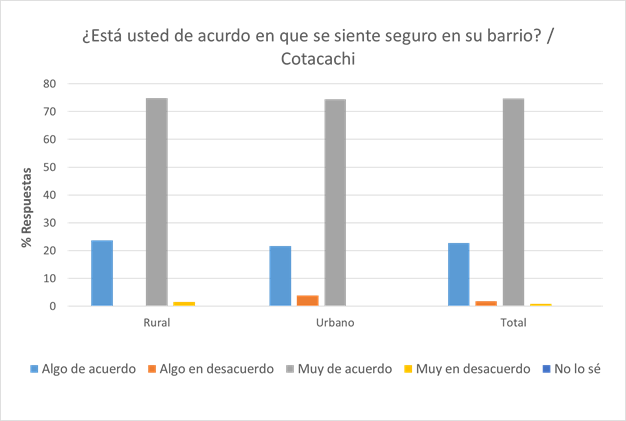 ¿Está usted de acurdo en que se siente seguro en su barrio? /
Cotacachi
80
70
60
50
40
30
20
10
0
% Respuestas
Rural
Urbano
Total
Algo de acuerdo
Algo en desacuerdo
Muy de acuerdo
Muy en desacuerdo
No lo sé